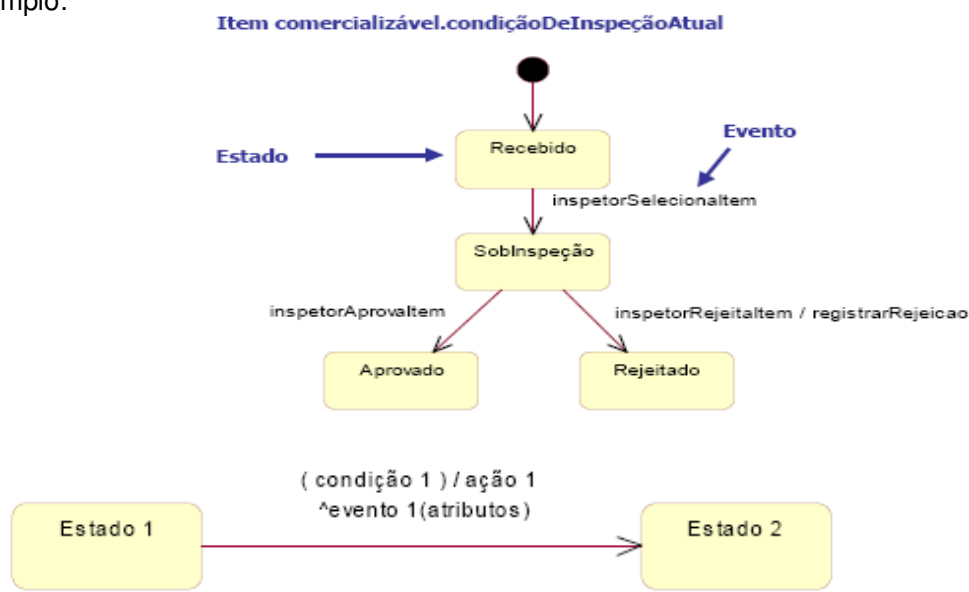 mplo:
Item comercializável.condiçãoDeInspeçãoAtual
Evento
Recebido
Estado
inspetorSelecionaItem
SobInspeção
inspetorAprovaItem
inspetorRejeitaItem / registrarRejeicao
Aprovado
Rejeitado
( condição 1 ) / ação 1
^evento 1(atributos)
Estado 1
Estado 2